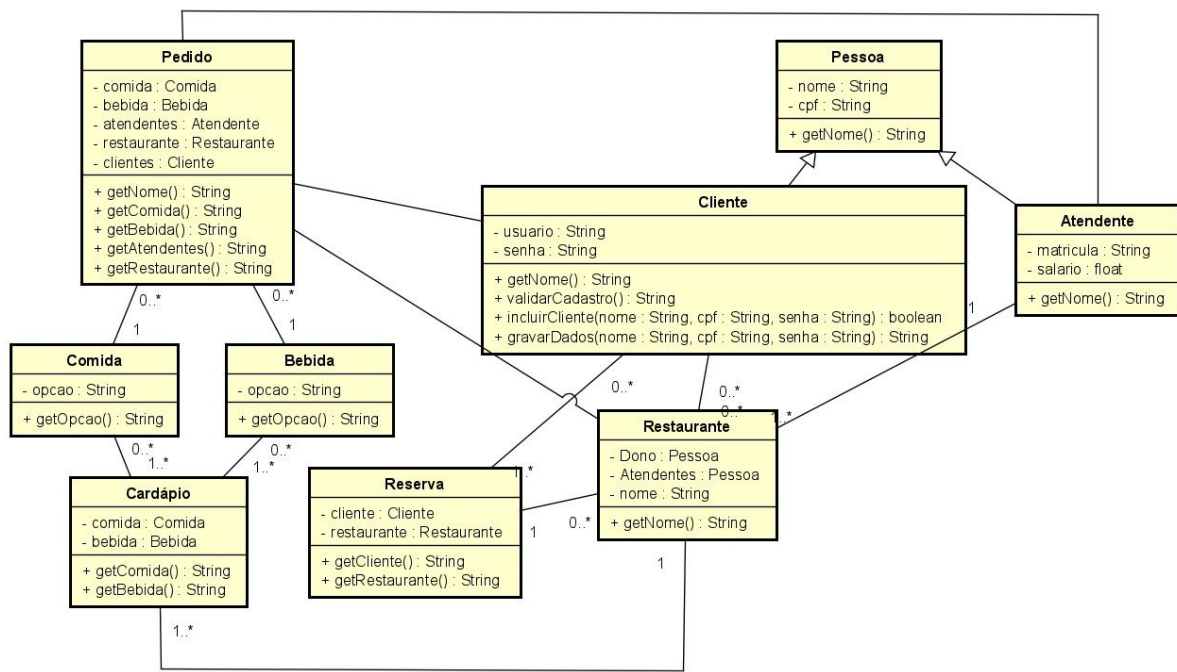 Pedido
- comida : Comida
- bebida : Bebida
- atendentes : Atendente
- restaurante : Restaurante
- clientes : Cliente
+ getNome() : String
+ getComida() : String
+ getBebida() : String
+ getAtendentes() : String
+ getRestaurante() : String
Pessoa
- nome : String
- cpf : String
+ getNome() : String
Cliente
- usuario : String
- senha : String
+ getNome() : String
+ validarCadastro() : String
+ incluirCliente(nome : String, cpf : String, senha : String) : boolean
+ gravarDados(nome : String, cpf : String, senha : String) : String
Atendente
- matricula : String
- salario : float
+ getNome() : String
0..*
0..*
1
1
1
Comida
- opcao : String
+ getOpcao() : String
Bebida
- opcao : String
+ getOpcao() : String
0..*
0..*
0..*
1..*
Restaurante
- Dono : Pessoa
- Atendentes : Pessoa
- nome : String
+ getNome() : String
0..*
0..*
1..*
1..*
1..*
Cardápio
- comida : Comida
- bebida : Bebida
+ getComida() : String
+ getBebida() : String
Reserva
- cliente : Cliente
- restaurante : Restaurante
+ getCliente() : String
+ getRestaurante() : String
1
0..*
1
1..*